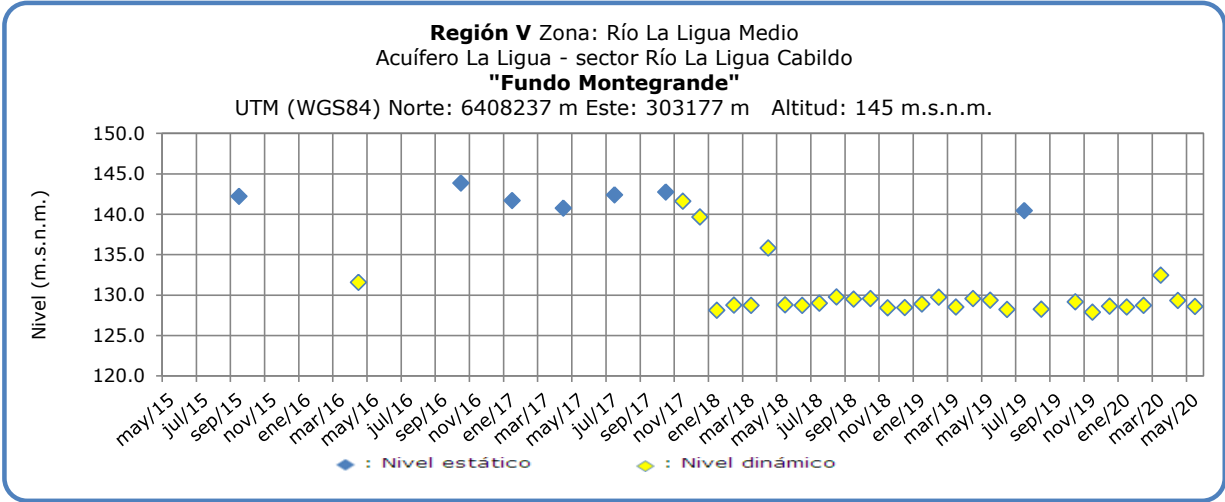 Región V Zona: Río La Ligua Medio
Acuífero La Ligua - sector Río La Ligua Cabildo
"Fundo Montegrande"
UTM (WGS84) Norte: 6408237 m Este: 303177 m Altitud: 145 m.s.n.m.
Nivel (m.s.n.m.)
150.0
145.0
140.0
135.0
130.0
125.0
120.0
may/15 jul/15 sep/15 nov/15 ene/16 mar/16 may/16 jul/16 sep/16 nov/16 ene/17 mar/17 may/17 jul/17 sep/17 nov/17 ene/18 mar/18 may/18 jul/18 sep/18 nov/18 ene/19 mar/19 may/19 jul/19 sep/19 nov/19 ene/20 mar/20 may/20
: Nivel estático : Nivel dinámico